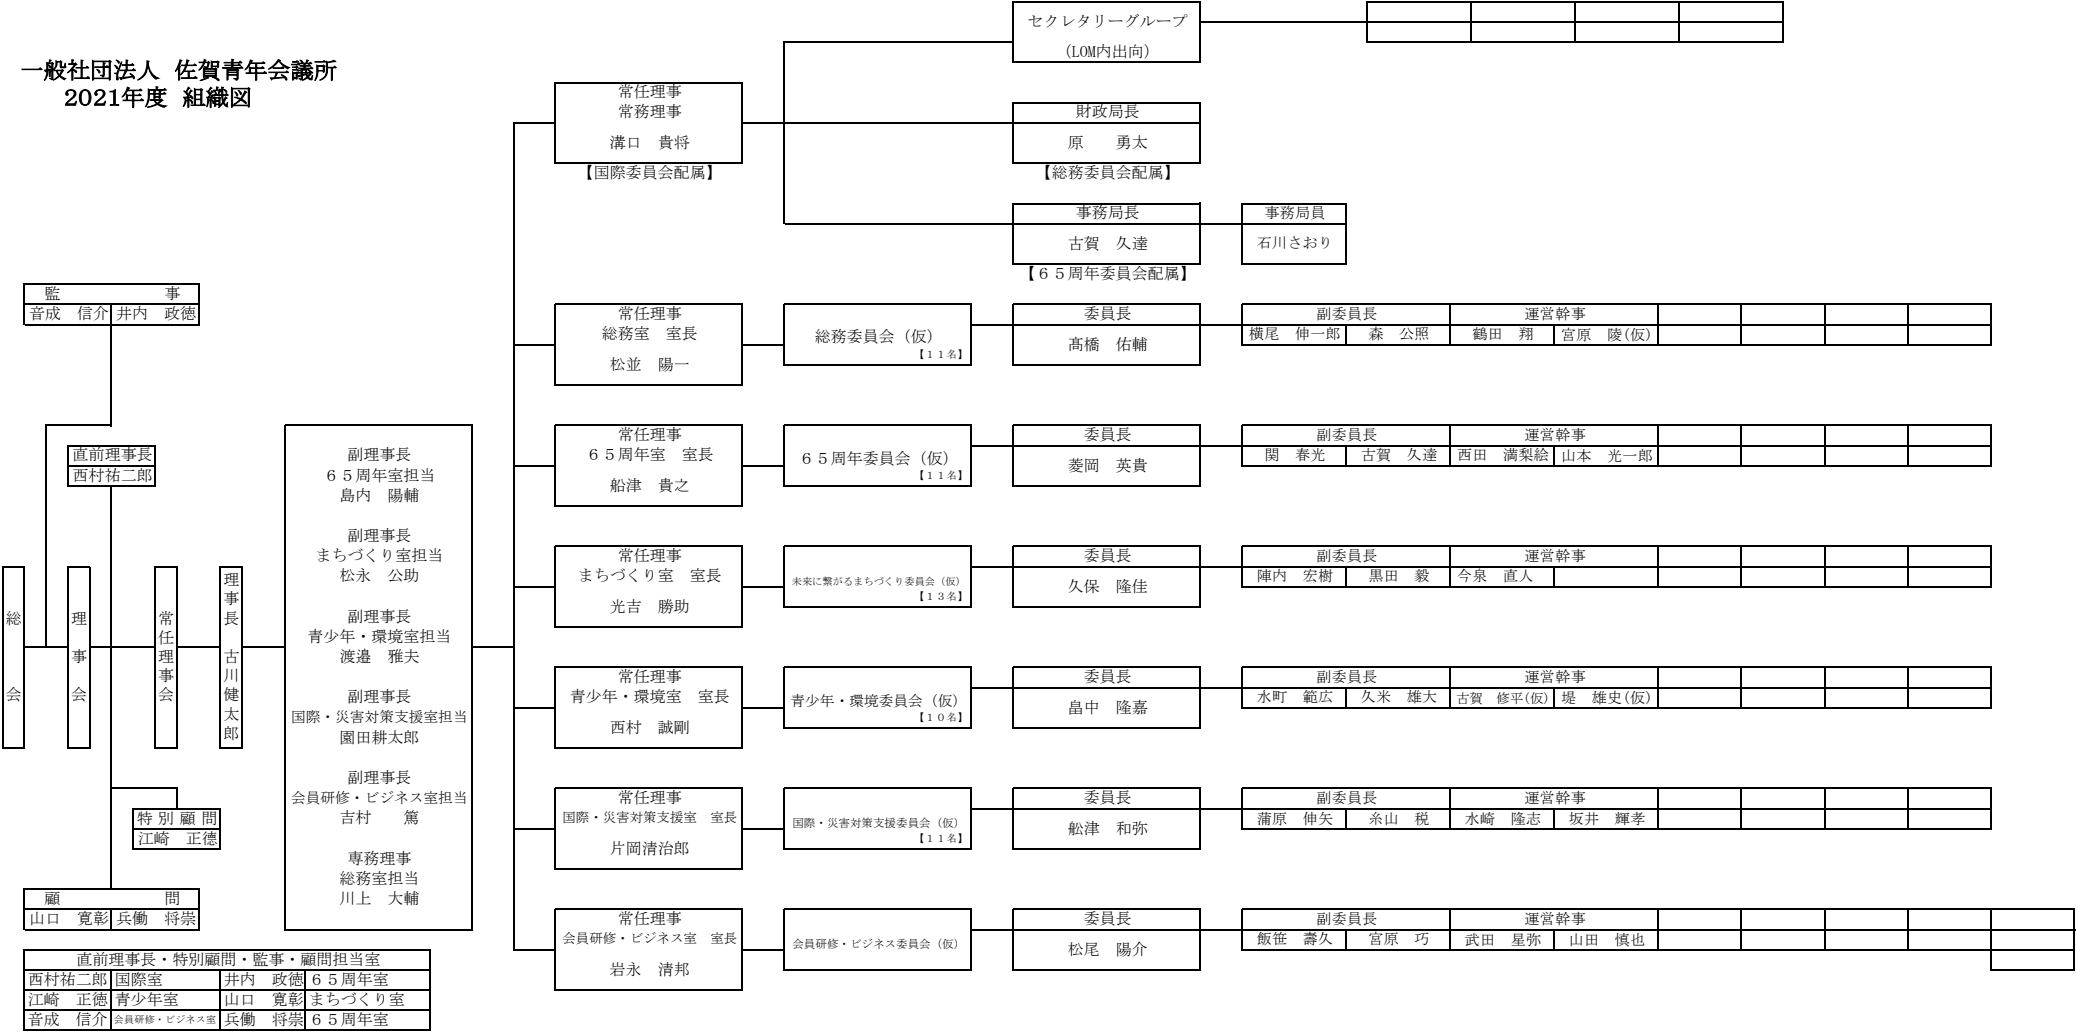 一般社団法人 佐賀青年会議所
2021年度 組織図
セクレタリーグループ
(LOM内出向)
常任理事
常務理事
溝口 貴将
【国際委員会配属】
財政局長
原 勇太
【総務委員会配属】
事務局長
古賀 久達
【65周年委員会配属】
事務局員
石川さおり
監 事
音成 信介 井内 政徳
直前理事長
西村祐二郎
総会
理事会
常任理事会
理事長 古川健太郎
特別顧問
江崎 正徳
顧 問
山口 寛彰 兵働 将崇
副理事長
65周年室担当
島内 陽輔
副理事長
まちづくり室担当
松永 公助
副理事長
青少年・環境室担当
渡邉 雅夫
副理事長
国際・災害対策支援室担当
園田耕太郎
副理事長
会員研修・ビジネス室担当
吉村 篤
専務理事
総務室担当
川上 大輔
常任理事
総務室 室長
松並 陽一
総務委員会(仮)
【11名】
委員長
髙橋 佑輔
副委員長 運営幹事
横尾 伸一郎 森 公照 鶴田 翔 宮原 陵(仮)
常任理事
65周年室 室長
船津 貴之
65周年委員会(仮)
【11名】
委員長
菱岡 英貴
副委員長 運営幹事
関 春光 古賀 久達 西田 満梨絵 山本 光一郎
常任理事
まちづくり室 室長
光吉 勝助
未来に繋がるまちづくり委員会(仮)
【13名】
委員長
久保 隆佳
副委員長 運営幹事
陣内 宏樹 黒田 毅 今泉 直人
常任理事
青少年・環境室 室長
西村 誠剛
青少年・環境委員会(仮)
【10名】
委員長
畠中 隆嘉
副委員長 運営幹事
水町 範広 久米 雄大 古賀 修平(仮) 堤 雄史(仮)
常任理事
国際・災害対策支援室 室長
片岡清治郎
国際・災害対策支援委員会(仮)
【11名】
委員長
舩津 和弥
副委員長 運営幹事
蒲原 伸矢 糸山 税 水崎 隆志 坂井 輝孝
常任理事
会員研修・ビジネス室 室長
岩永 清邦
会員研修・ビジネス委員会(仮)
委員長
松尾 陽介
副委員長 運営幹事
飯笹 壽久 宮原 巧 武田 星弥 山田 慎也
直前理事長・特別顧問・監事・顧問担当室
西村祐二郎 国際室 井内 政徳 65周年室
江崎 正徳 青少年室 山口 寛彰 まちづくり室
音成 信介 会員研修・ビジネス室 兵働 将崇 65周年室